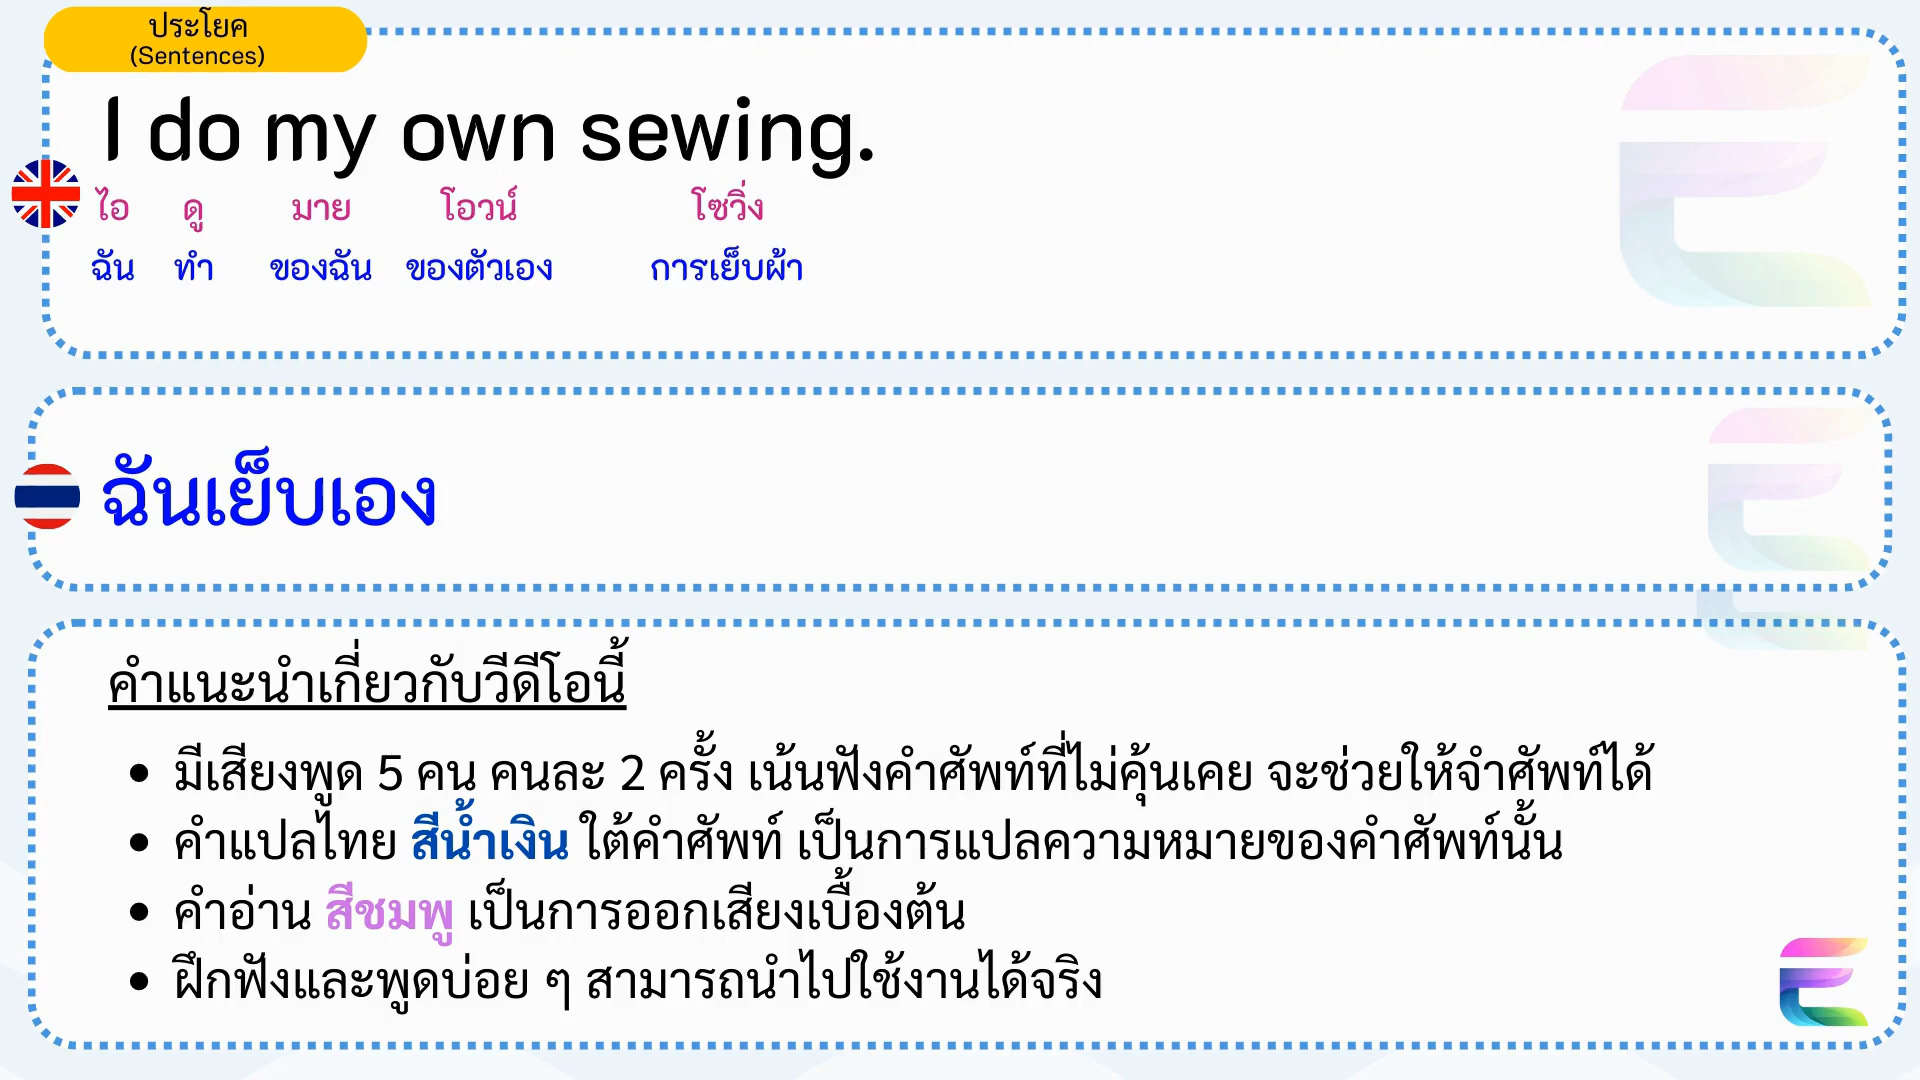 ประโยค
(Sentences)
I do my own sewing.
ไอ ดู มาย โอวน์ โซวิ่ง
ฉัน ทำ ของฉัน ของตัวเอง การเย็บผ้า
ฉันเย็บเอง
คำแนะนำเกี่ยวกับวีดีโอนี้
• มีเสียงพูด 5 คน คนละ 2 ครั้ง เน้นฟังคำศัพท์ที่ไม่คุ้นเคย จะช่วยให้จำศัพท์ได้
• คำแปลไทย สีน้ำเงิน ใต้คำศัพท์ เป็นการแปลความหมายของคำศัพท์นั้น
• คำอ่าน สีชมพู เป็นการออกเสียงเบื้องต้น
• ฝึกฟังและพูดบ่อย ๆ สามารถนำไปใช้งานได้จริง